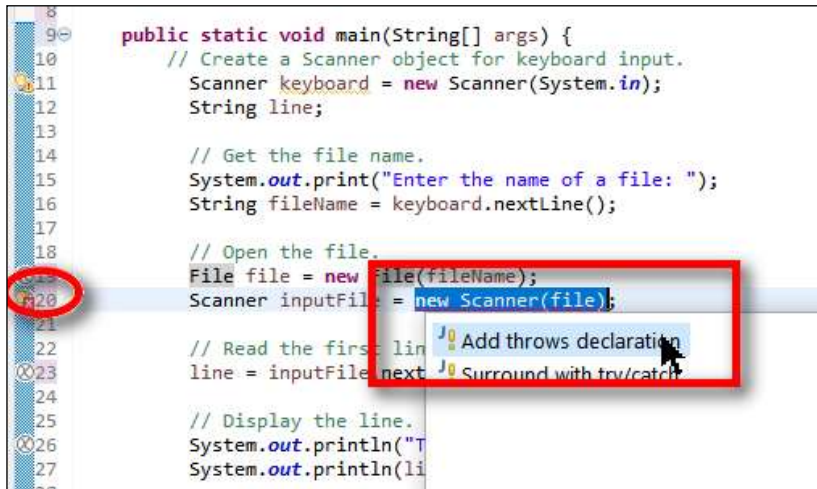 8
9 public static void main(String[] args) {
10 // Create a Scanner object for keyboard input.
11 Scanner keyboard = new Scanner(System.in);
12 String line;
13
14 // Get the file name.
15 System.out.print("Enter the name of a file: ");
16 String fileName = keyboard.nextLine();
17
18 // Open the file.
19 File file = new File(fileName);
20 Scanner inputFile = new Scanner(file);
21
Add throws declaration
22 // Read the first lin
Surround with try/catch
23 line = inputFile.next
24
25 // Display the line.
26 System.out.println("T
27 System.out.println(li